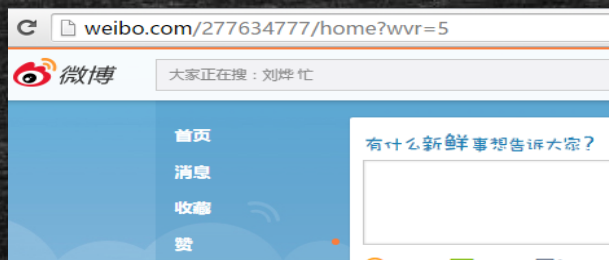 weibo.com/277634777/home?wvr=5
微博
大家正在搜：刘烨 忙
首页
有什么新鲜事想告诉大家?
消息
收藏
赞